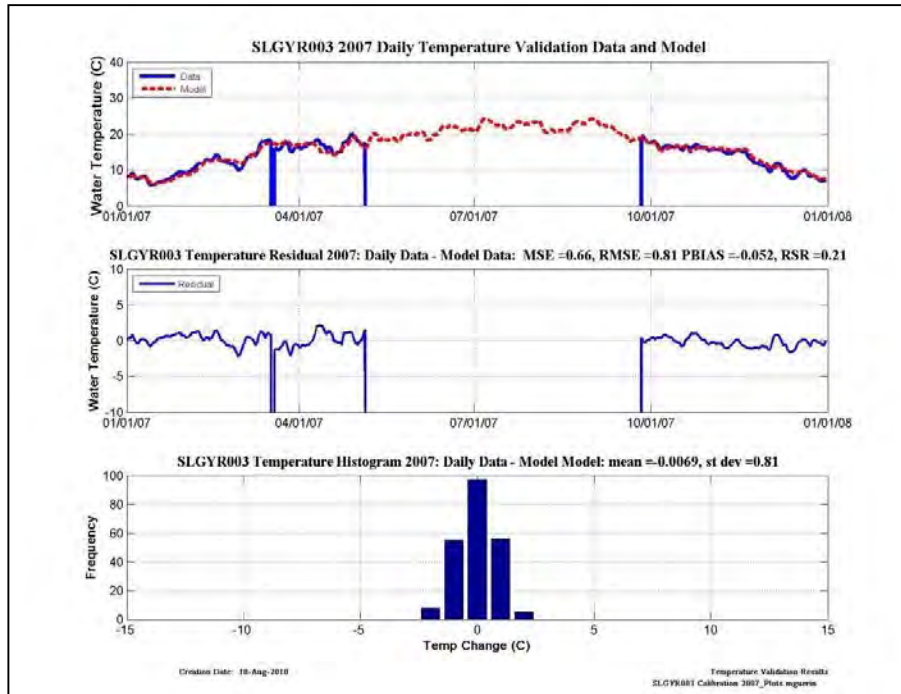 SLGYR003 2007 Daily Temperature Validation Data and Model
Water Temperature (C)
40
30
20
10
0
Data
Model
01/01/07 04/01/07 07/01/07 10/01/07 01/01/08
SLGYR003 Temperature Residual 2007: Daily Data - Model Data: MSE =0.66, RMSE =0.81 PBIAS =-0.052, RSR =0.21
Water Temperature (C)
10
5
0
-5
-10
Residual
01/01/07 04/01/07 07/01/07 10/01/07 01/01/08
SLGYR003 Temperature Histogram 2007: Daily Data - Model Model: mean =-0.0069, st dev =0.81
Frequency
100
80
60
40
20
0
-15 -10 -5 0 5 10 15
Temp Change (C)
Creation Date: 10-Aug-2010
Temperature Validation Results
SLGYR003 Calibration 2007_Plots mguerin